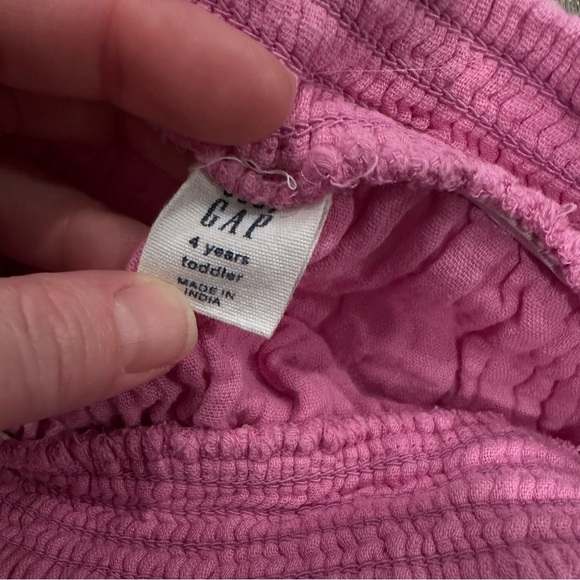 GAP
4 years
toddler
MADE IN
INDIA